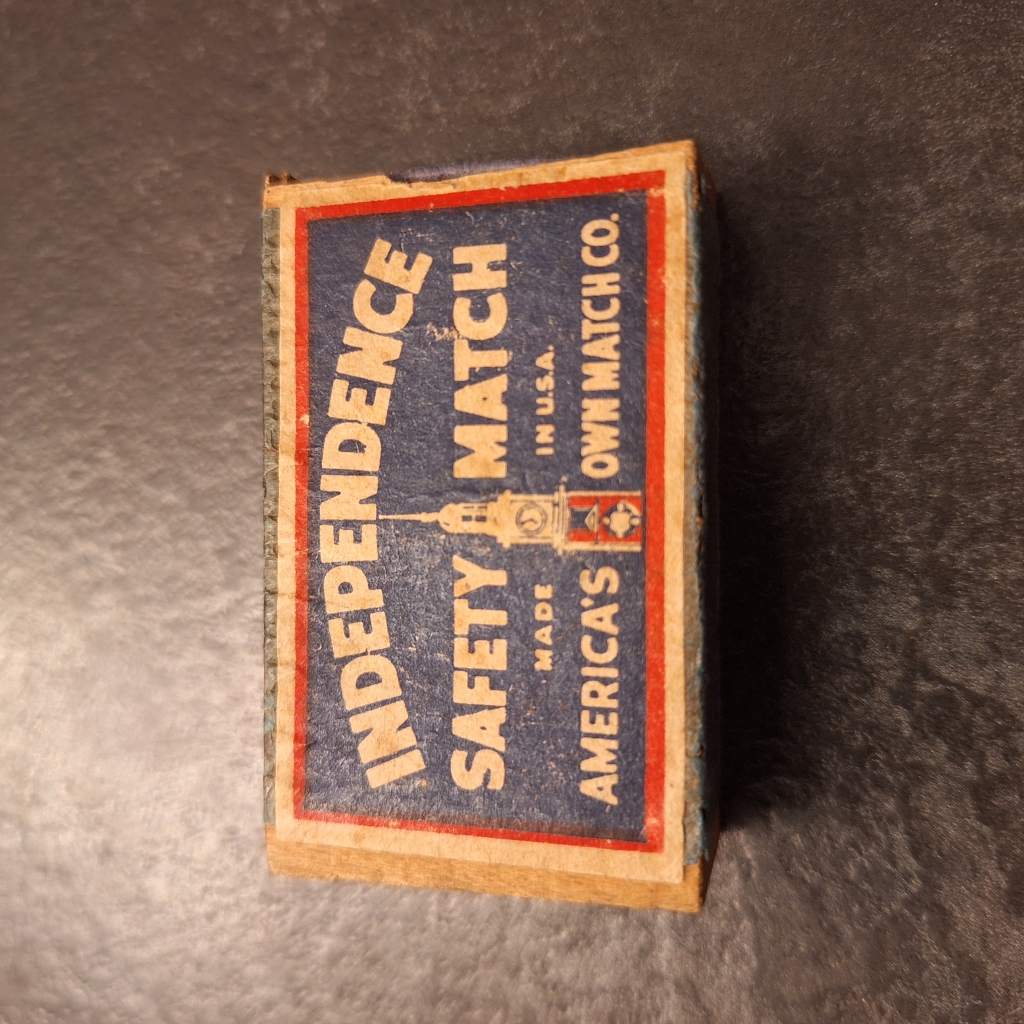 INDEPENDENCE
SAFETY MATCH
MADE IN U.S.A.
AMERICA'S OWN MATCH CO.